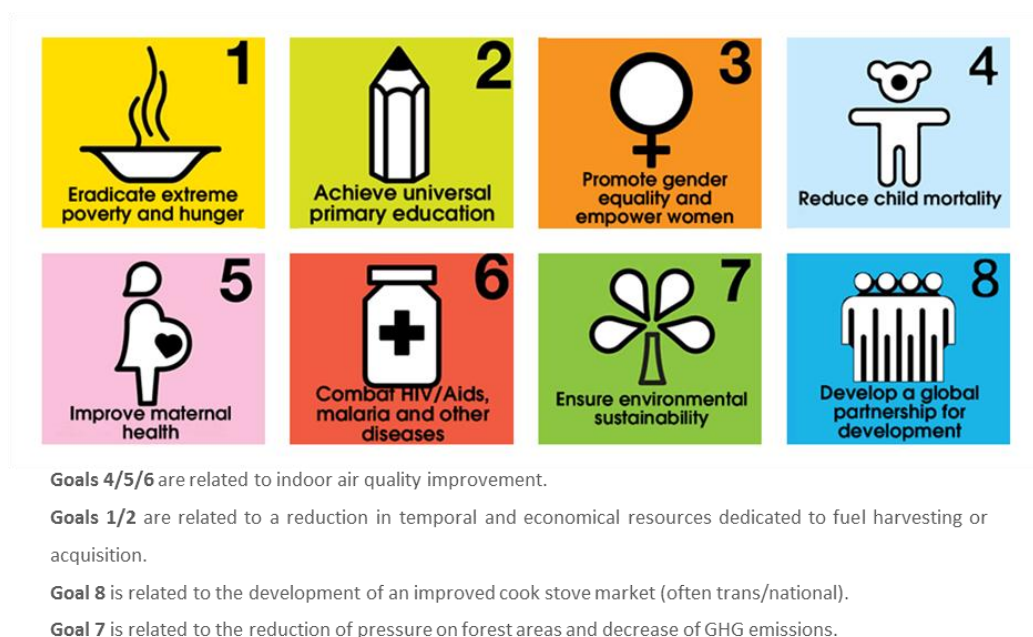 1
Eradicate extreme
poverty and hunger
2
Achieve universal
primary education
3
Promote gender
equality and
empower women
4
Reduce child mortality
5
Improve maternal
health
6
Combat HIV/Aids,
malaria and other
diseases
7
Ensure environmental
sustainability
8
Develop a global
partnership for
development
Goals 4/5/6 are related to indoor air quality improvement.
Goals 1/2 are related to a reduction in temporal and economical resources dedicated to fuel harvesting or
acquisition.
Goal 8 is related to the development of an improved cook stove market (often trans/national).
Goal 7 is related to the reduction of pressure on forest areas and decrease of GHG emissions.